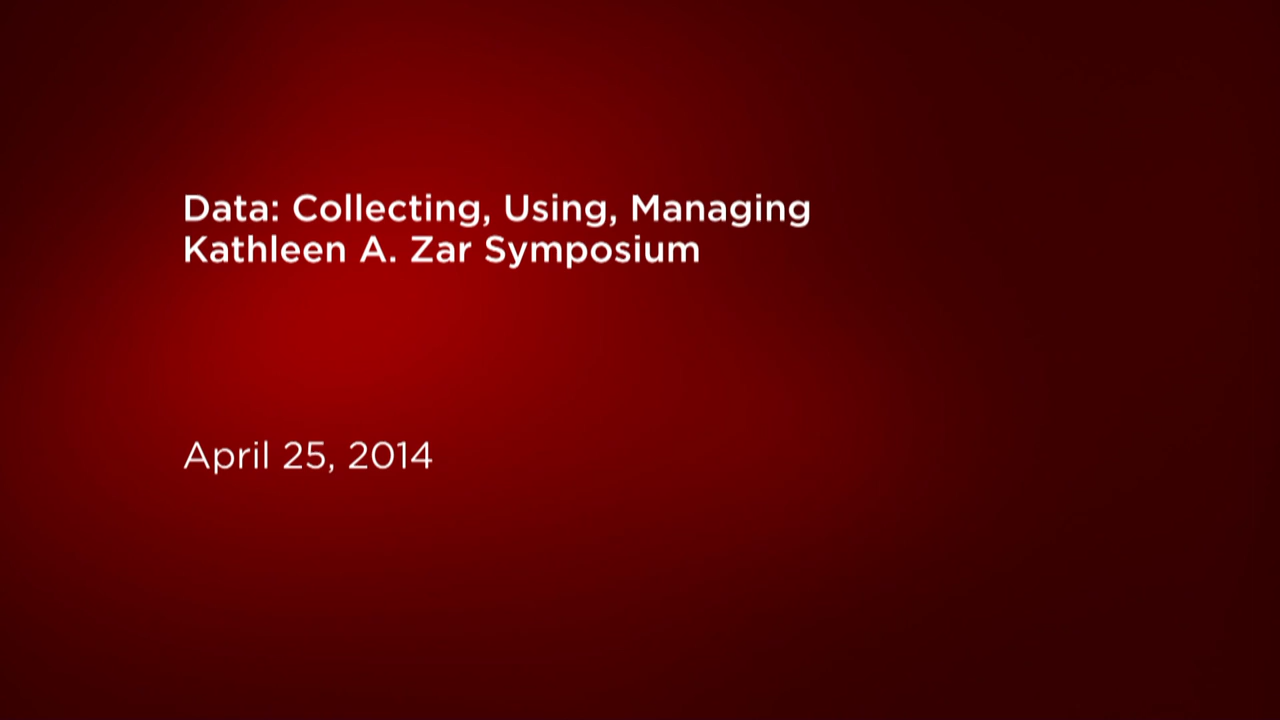 Data: Collecting, Using, Managing
Kathleen A. Zar Symposium
April 25, 2014